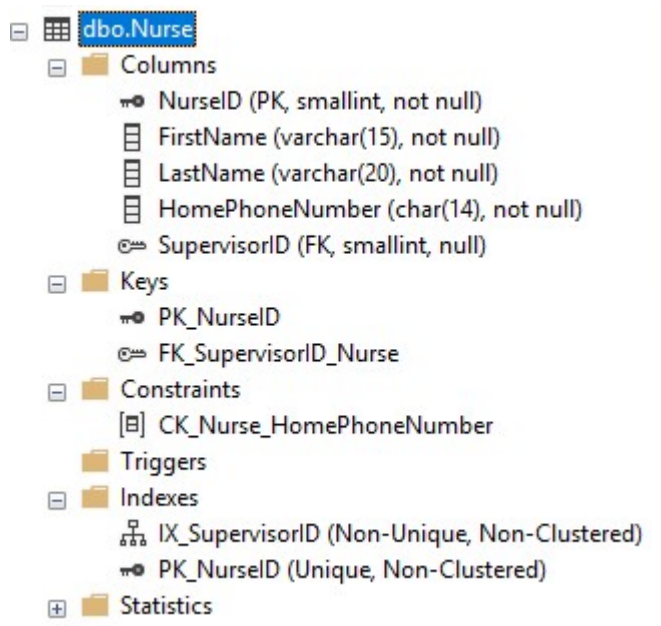 dbo.Nurse
Columns
NurseID (PK, smallint, not null)
FirstName (varchar(15), not null)
LastName (varchar(20), not null)
HomePhoneNumber (char(14), not null)
SupervisorID (FK, smallint, null)
Keys
PK_NurseID
FK_SupervisorID_Nurse
Constraints
CK_Nurse_HomePhoneNumber
Triggers
Indexes
IX_SupervisorID (Non-Unique, Non-Clustered)
PK_NurseID (Unique, Non-Clustered)
Statistics